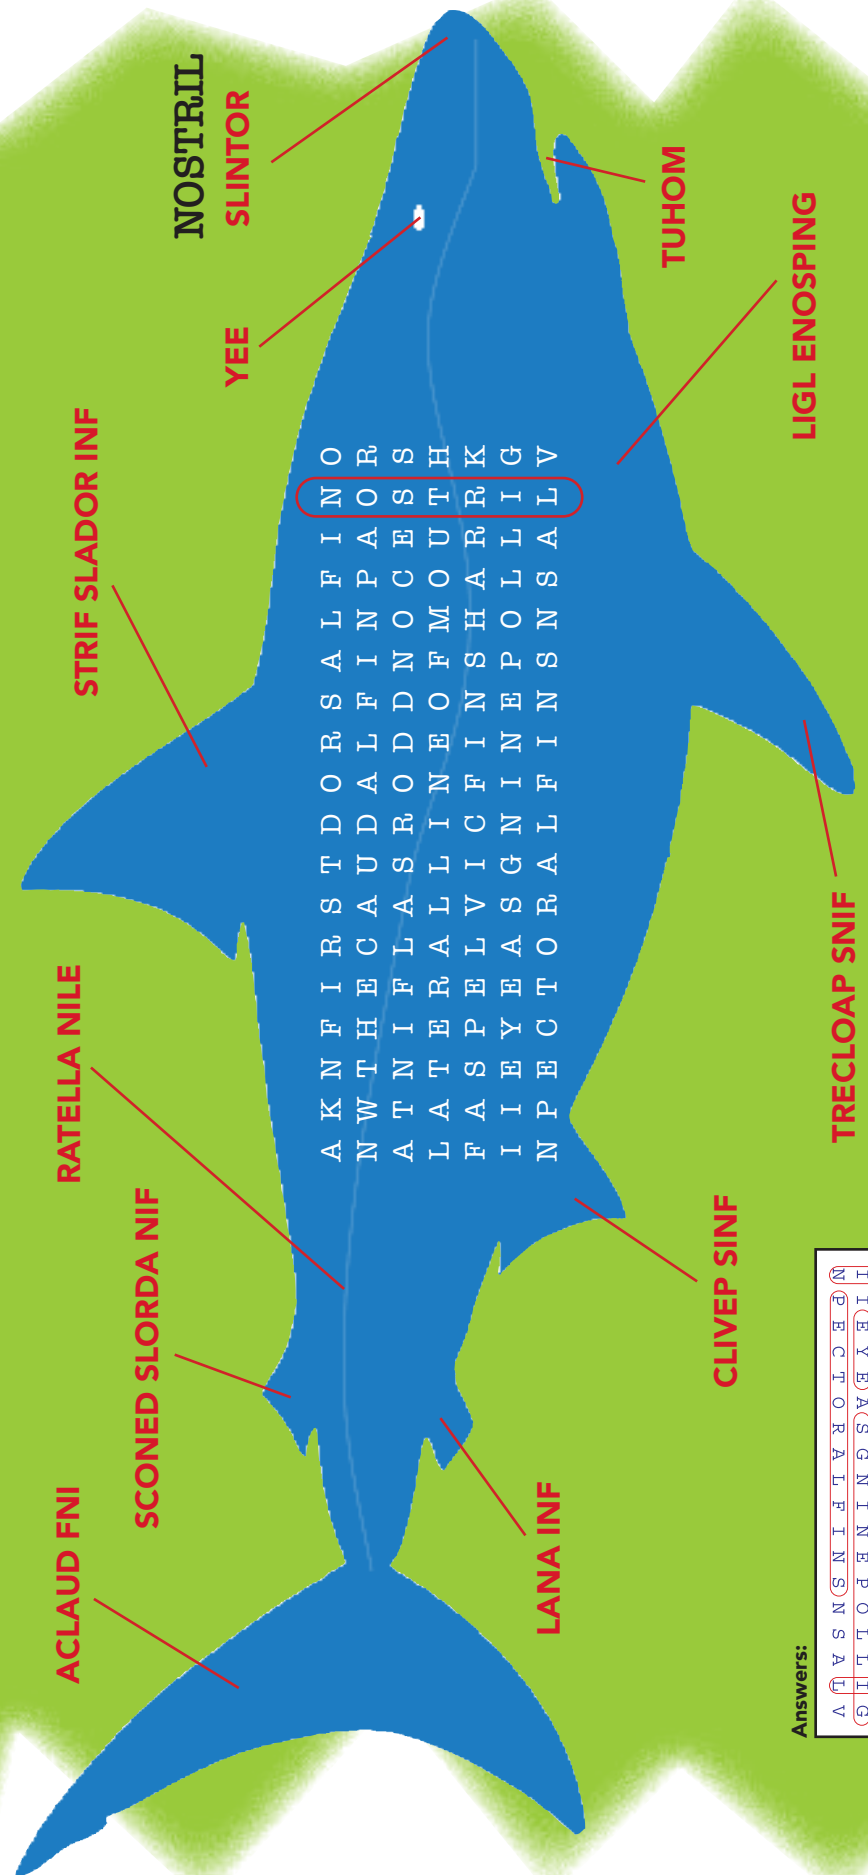 STRIF SLADOR INF
RATELLA NILE
ACLAUD FNI
SCONED SLORDA NIF
NOSTRIL
SLINTOR
YEE
A K N F I R S T D O R S A L F I N O
N W T H E C A U D A L F I N P A O R
A T N I F L A S R O D D N O C E S S
L A T E R A L L I N E O F M O U T H
F A S P E L V I C F I N S H A R R K
I I E Y E A S G N I N E P O L L I G
N P E C T O R A L F I N S N S A L V
LANA INF
TUHOM
CLIVEP SINF
LIGL ENOSPING
TRECLOAP SNIF
Answers:
I I E Y E A S G N I N E P O L L I G
N P E C T O R A L F I N S N S A L V